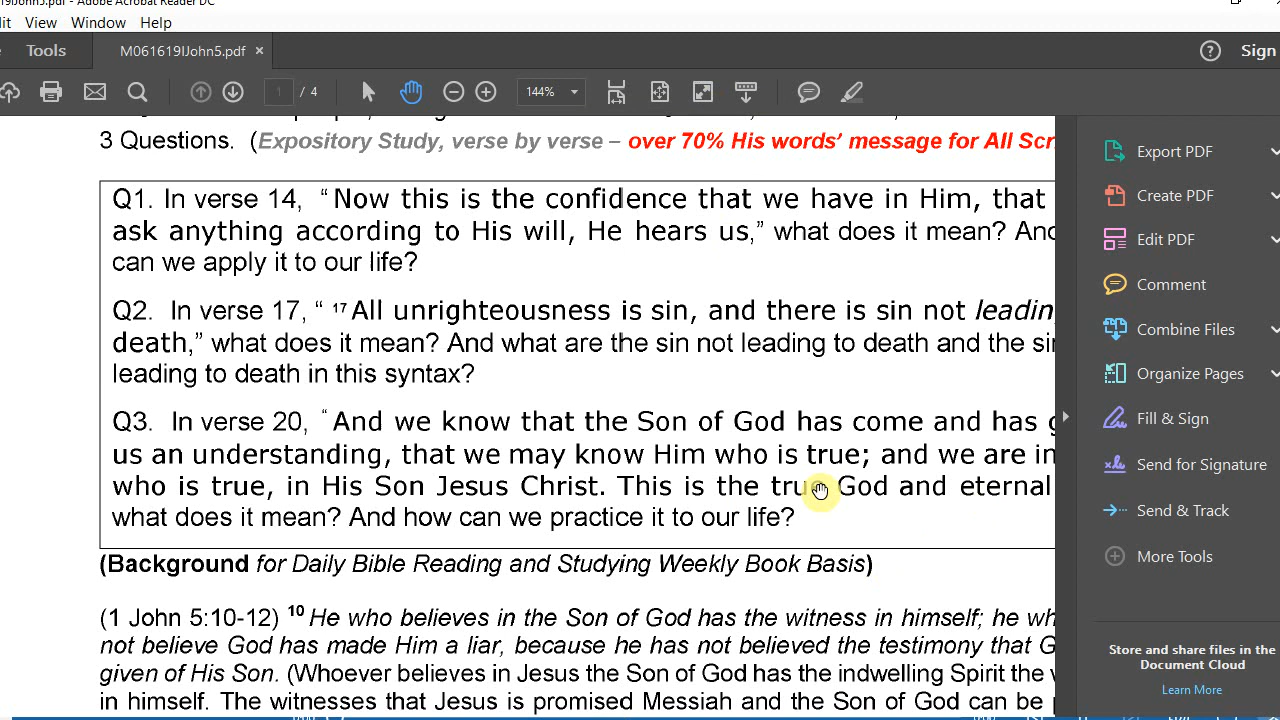 M061619IJohn5.pdf - Adobe Acrobat Reader DC
View Window Help
Tools M061619IJohn5.pdf × ? Sign
1 / 4 144%
3 Questions. (Expository Study, verse by verse – over 70% His words’ message for All Scr
Q1. In verse 14, “Now this is the confidence that we have in Him, that
ask anything according to His will, He hears us,” what does it mean? And
can we apply it to our life?
Q2. In verse 17, “ 17 All unrighteousness is sin, and there is sin not leadin
death,” what does it mean? And what are the sin not leading to death and the sin
leading to death in this syntax?
Q3. In verse 20, “And we know that the Son of God has come and has g
us an understanding, that we may know Him who is true; and we are in
who is true, in His Son Jesus Christ. This is the true God and eternal
what does it mean? And how can we practice it to our life?
(Background for Daily Bible Reading and Studying Weekly Book Basis)
(1 John 5:10-12) 10 He who believes in the Son of God has the witness in himself; he wh
not believe God has made Him a liar, because he has not believed the testimony that G
given of His Son. (Whoever believes in Jesus the Son of God has the indwelling Spirit the
in himself. The witnesses that Jesus is promised Messiah and the Son of God can be
Export PDF
Create PDF
Edit PDF
Comment
Combine Files
Organize Pages
Fill & Sign
Send for Signature
Send & Track
More Tools
Store and share files in the
Document Cloud
Learn More